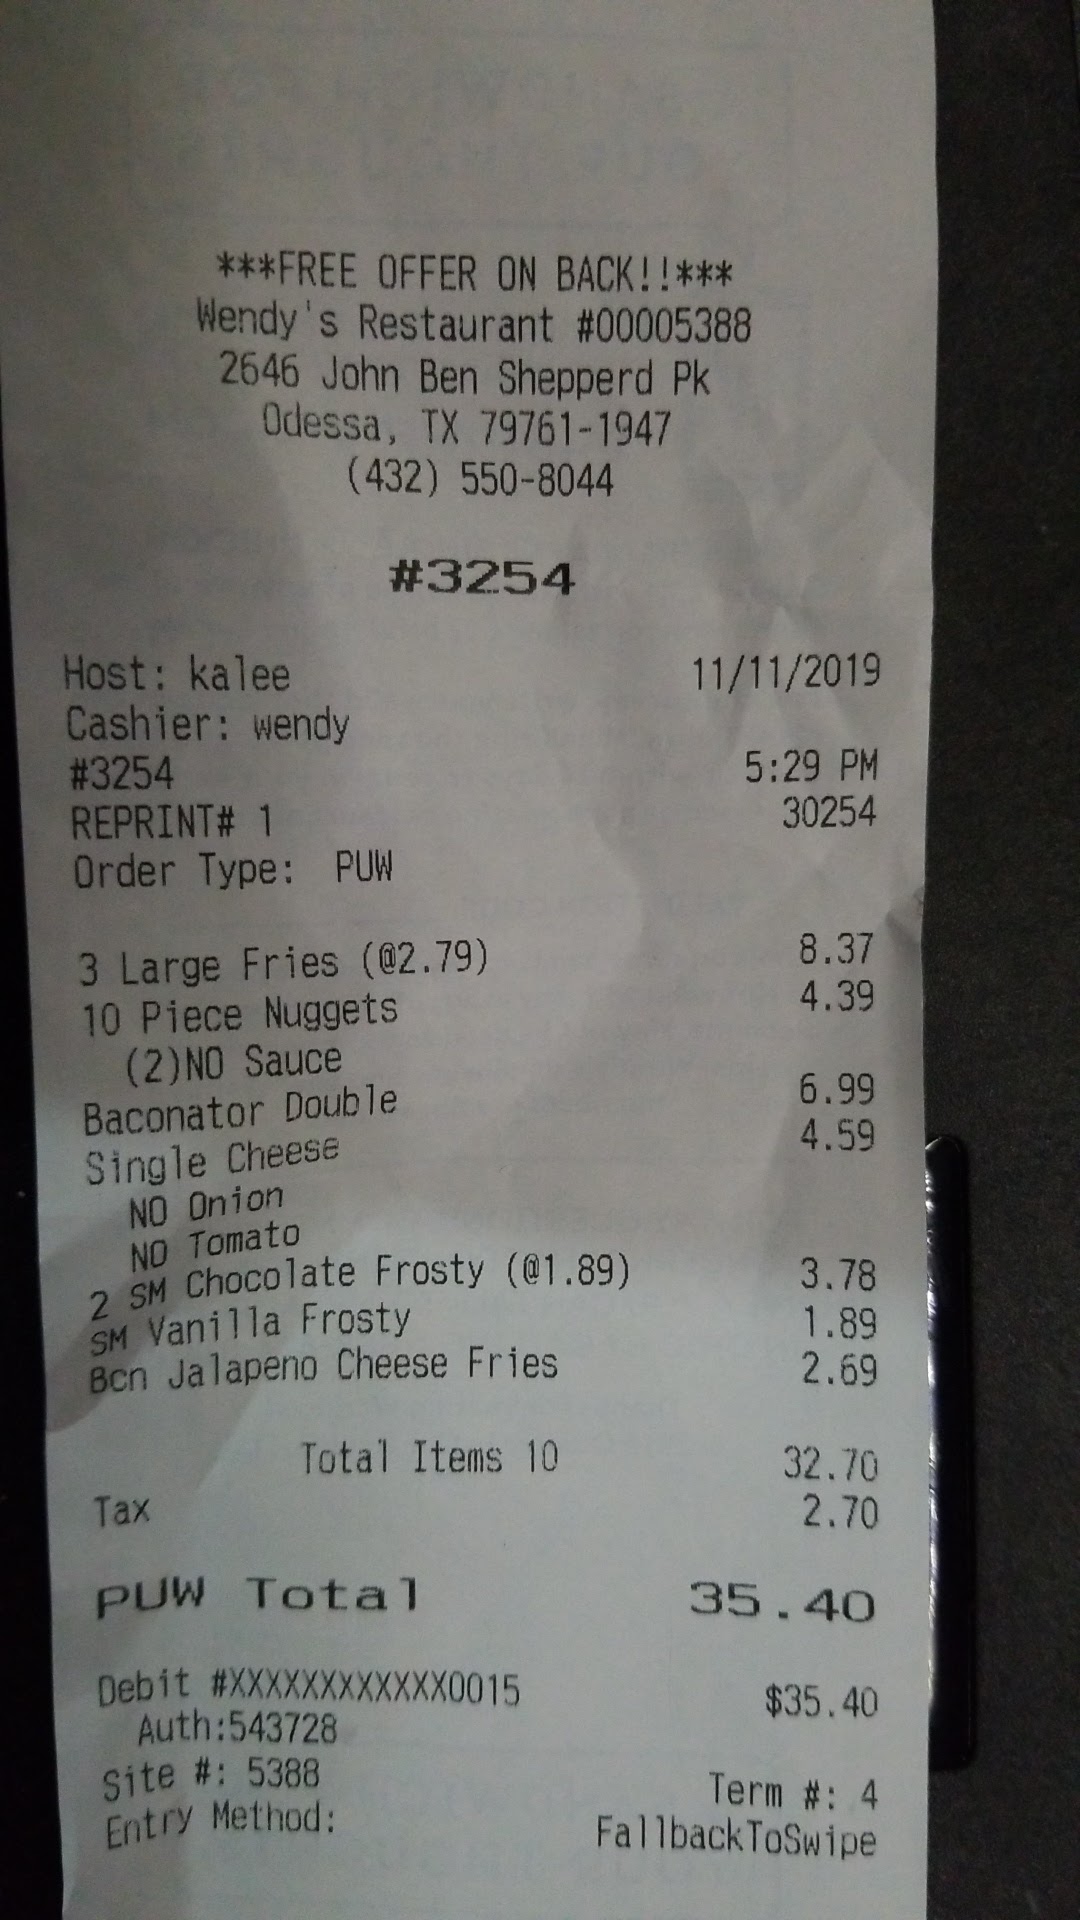 ***FREE OFFER ON BACK!!***
Wendy's Restaurant #00005388
2646 John Ben Shepperd Pk
Odessa, TX 79761-1947
(432) 550-8044
#3254
Host: kalee 11/11/2019
Cashier: wendy
#3254 5:29 PM
REPRINT# 1 30254
Order Type: PUW
3 Large Fries (@2.79) 8.37
10 Piece Nuggets 4.39
(2)NO Sauce
Baconator Double 6.99
Single Cheese 4.59
NO Onion
NO Tomato
2 SM Chocolate Frosty (@1.89) 3.78
SM Vanilla Frosty 1.89
Bcn Jalapeno Cheese Fries 2.69
Total Items 10 32.70
Tax 2.70
PUW Total 35.40
Debit #XXXXXXXXXXXX0015 $35.40
Auth:543728
Site #: 5388 Term #: 4
Entry Method: FallbackToSwipe